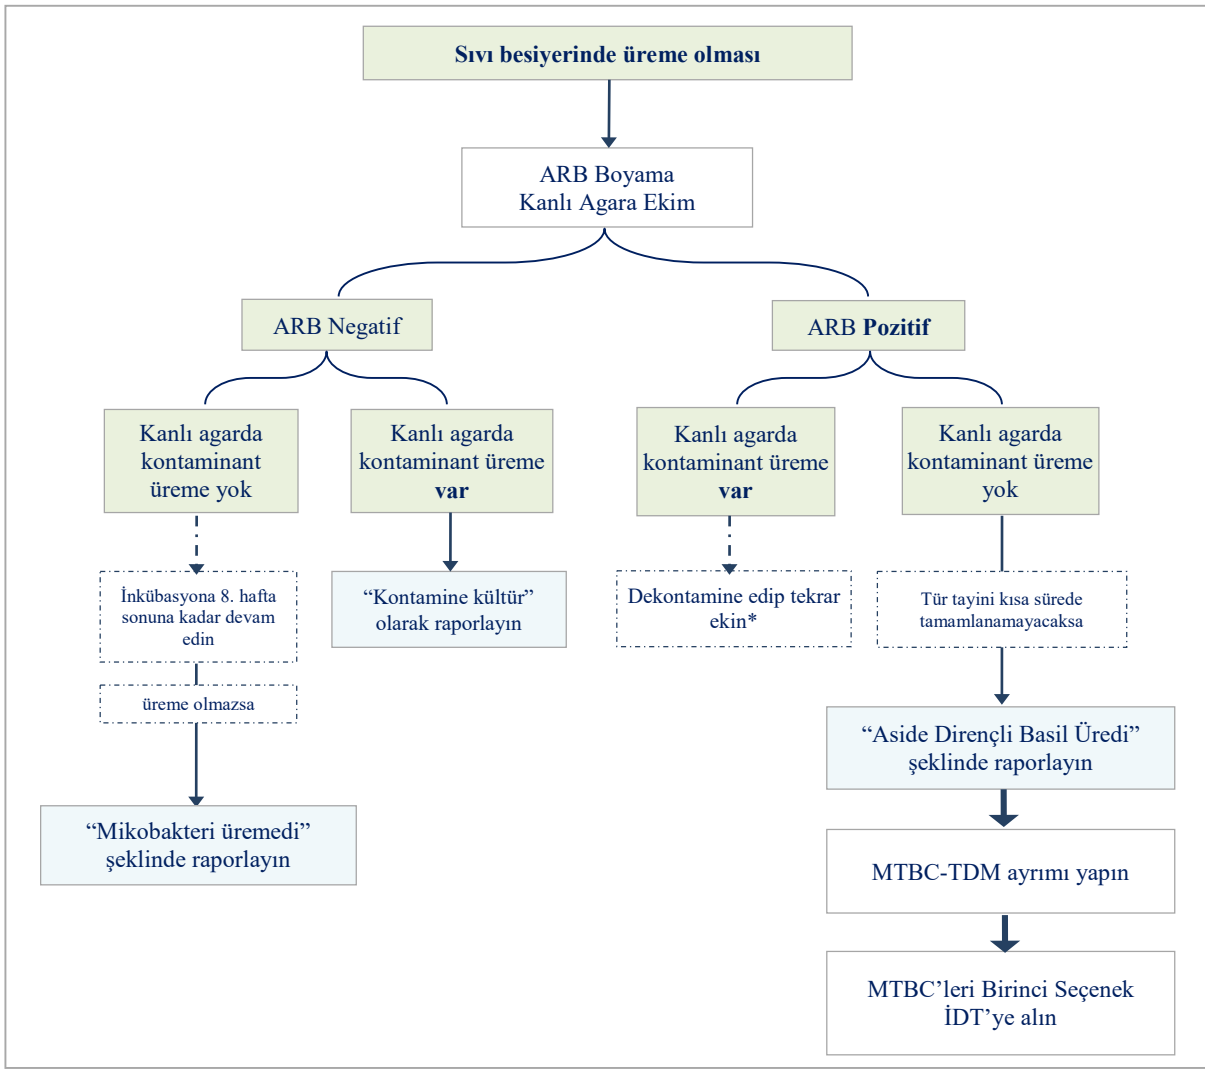 Sıvı besiyerinde üreme olması
ARB Boyama
Kanlı Agara Ekim
ARB Negatif
ARB Pozitif
Kanlı agarda
kontaminant
üreme yok
Kanlı agarda
kontaminant üreme
var
Kanlı agarda
kontaminant üreme
var
Kanlı agarda
kontaminant üreme
yok
İnkübasyona 8. hafta
sonuna kadar devam
edin
“Kontamine kültür”
olarak raporlayın
Dekontamine edip tekrar
ekin*
Tür tayini kısa sürede
tamamlanamayacaksa
üreme olmazsa
“Aside Dirençli Basil Üredi”
şeklinde raporlayın
“Mikobakteri üremedi”
şeklinde raporlayın
MTBC-TDM ayrımı yapın
MTBC’leri Birinci Seçenek
İDT’ye alın